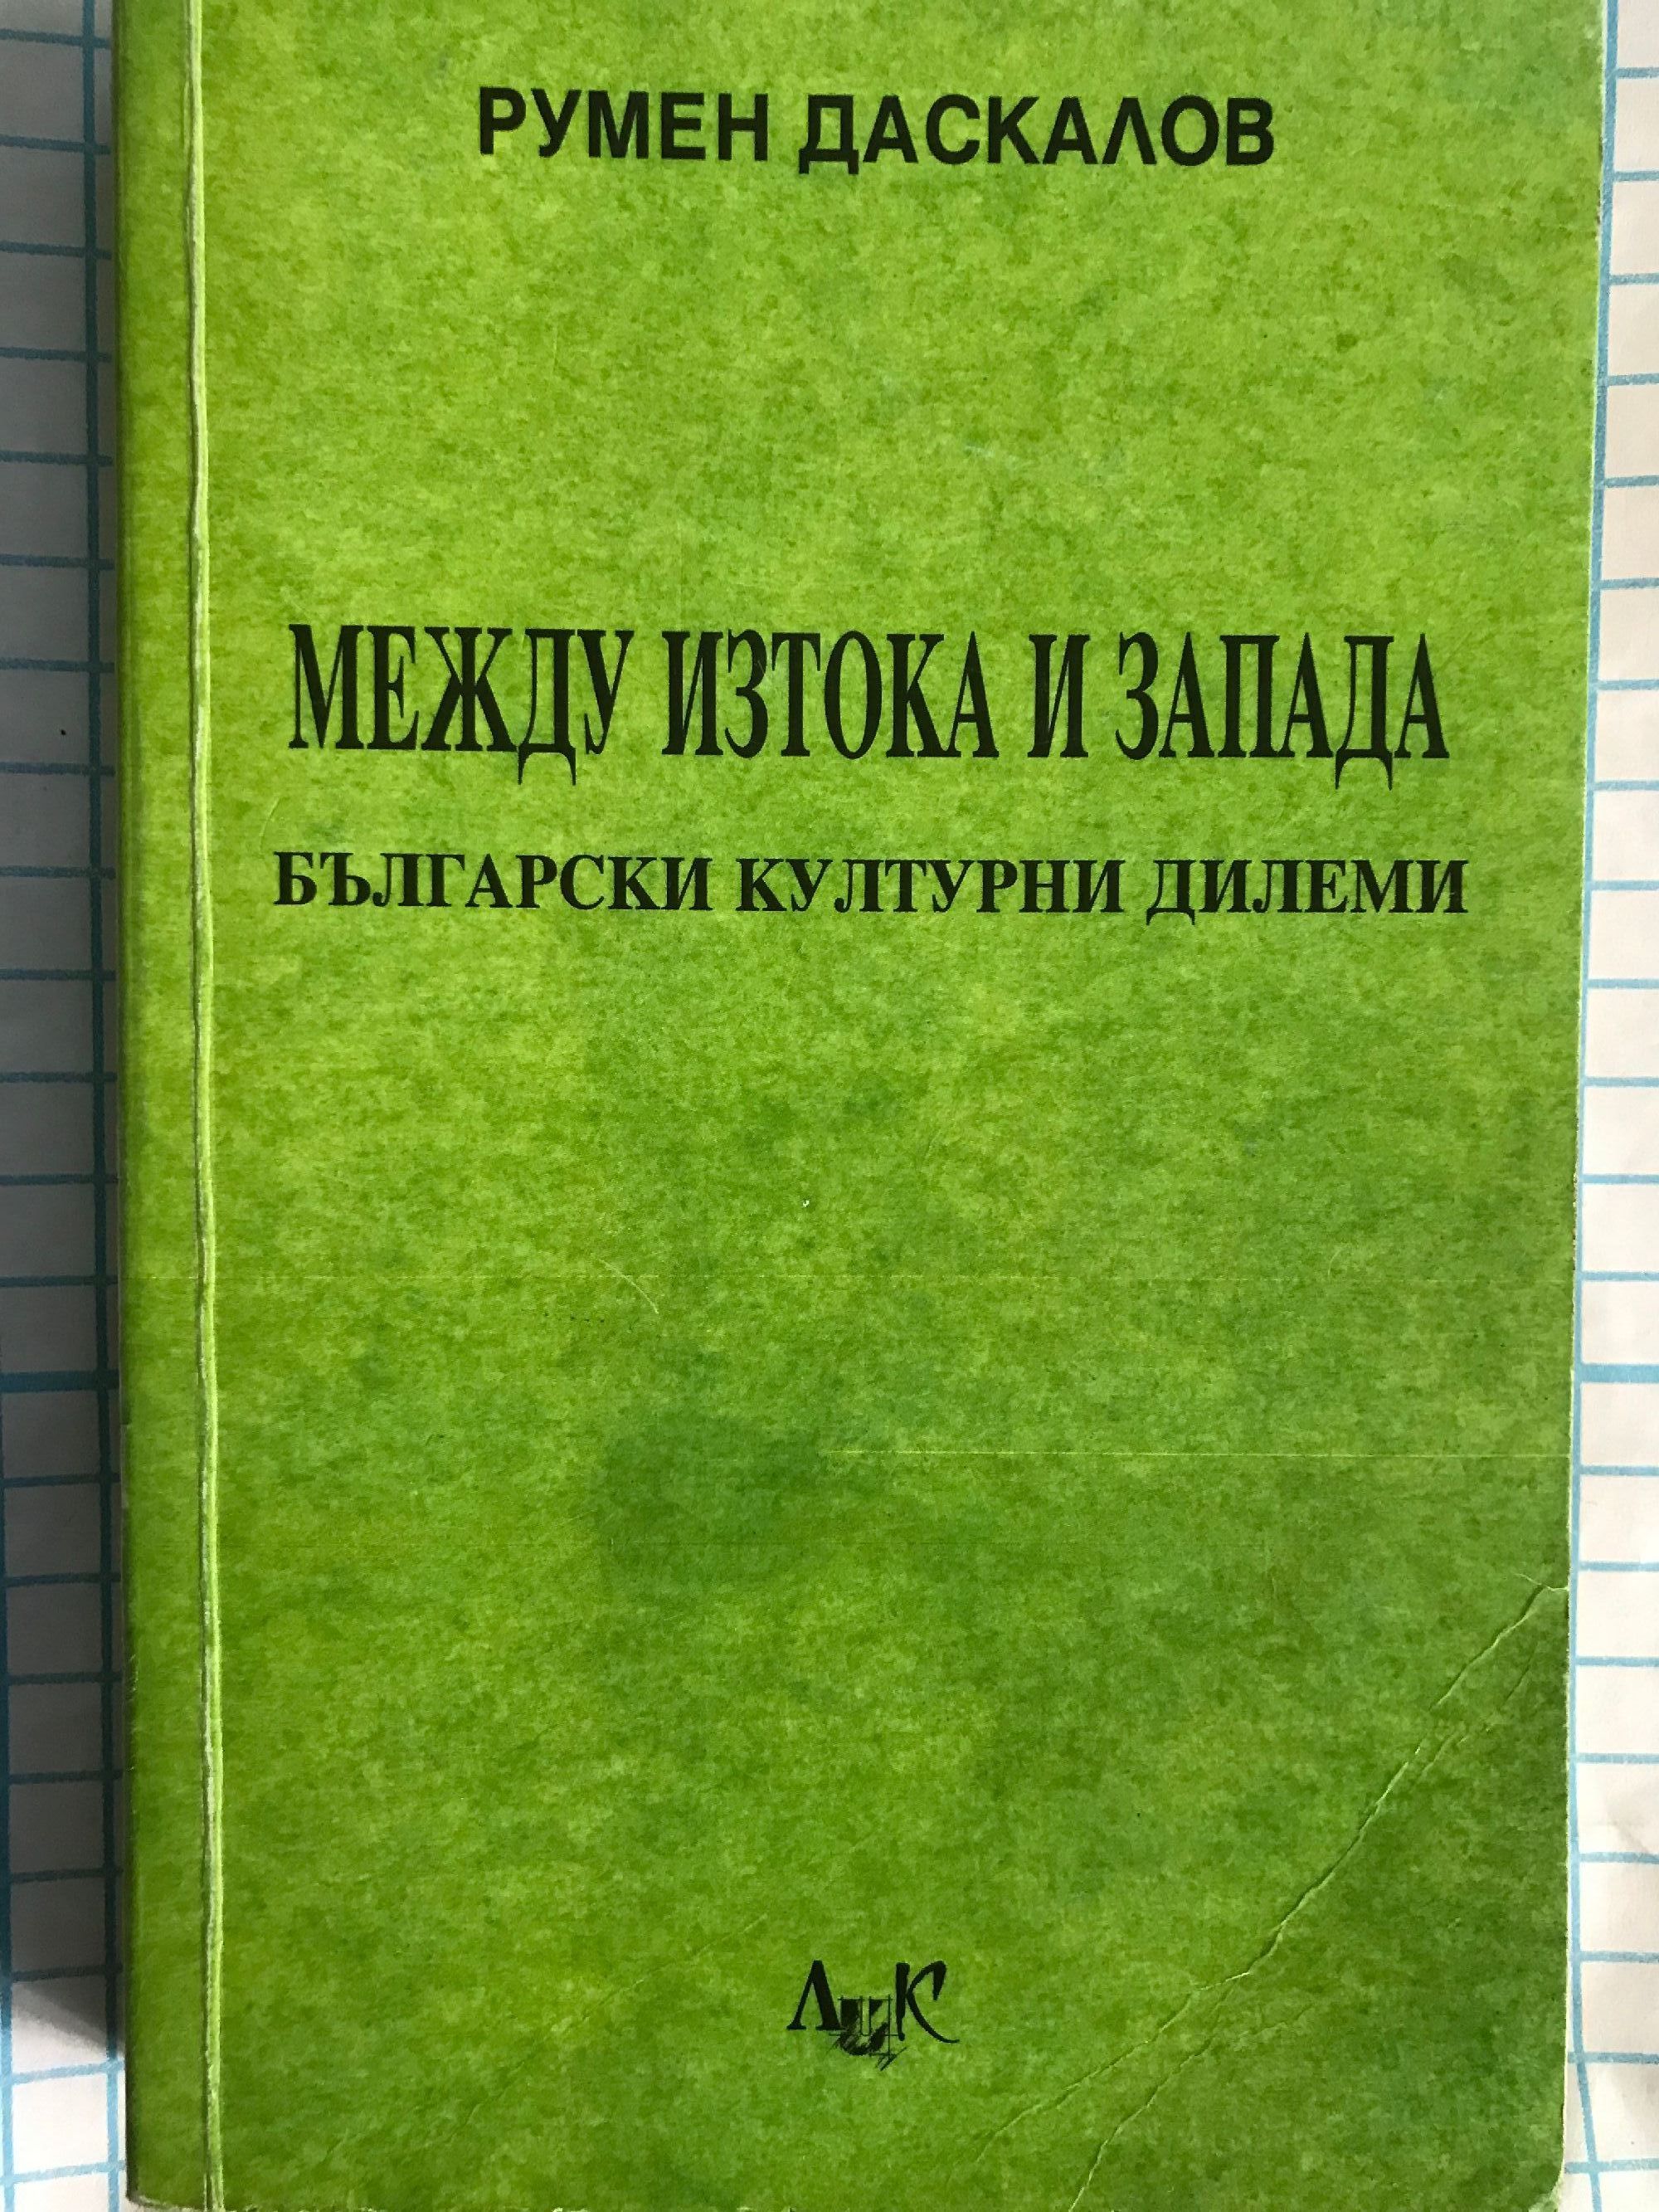 РУМЕН ДАСКАЛОВ
МЕЖДУ ИЗТОКА И ЗАПАДА
БЪЛГАРСКИ КУЛТУРНИ ДИЛЕМИ
ЛиК